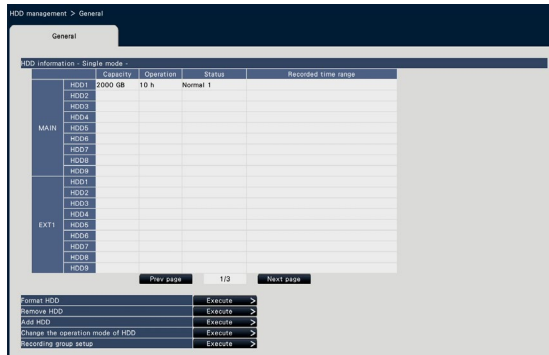 HDD management > General
General
HDD information - Single mode -
Capacity Operation Status Recorded time range
HDD1 2000 GB 10 h Normal 1
HDD2
HDD3
HDD4
MAIN HDD5
HDD6
HDD7
HDD8
HDD9
HDD1
HDD2
HDD3
HDD4
EXT1 HDD5
HDD6
HDD7
HDD8
HDD9
Prev page 1/3 Next page
Format HDD Execute >
Remove HDD Execute >
Add HDD Execute >
Change the operation mode of HDD Execute >
Recording group setup Execute >